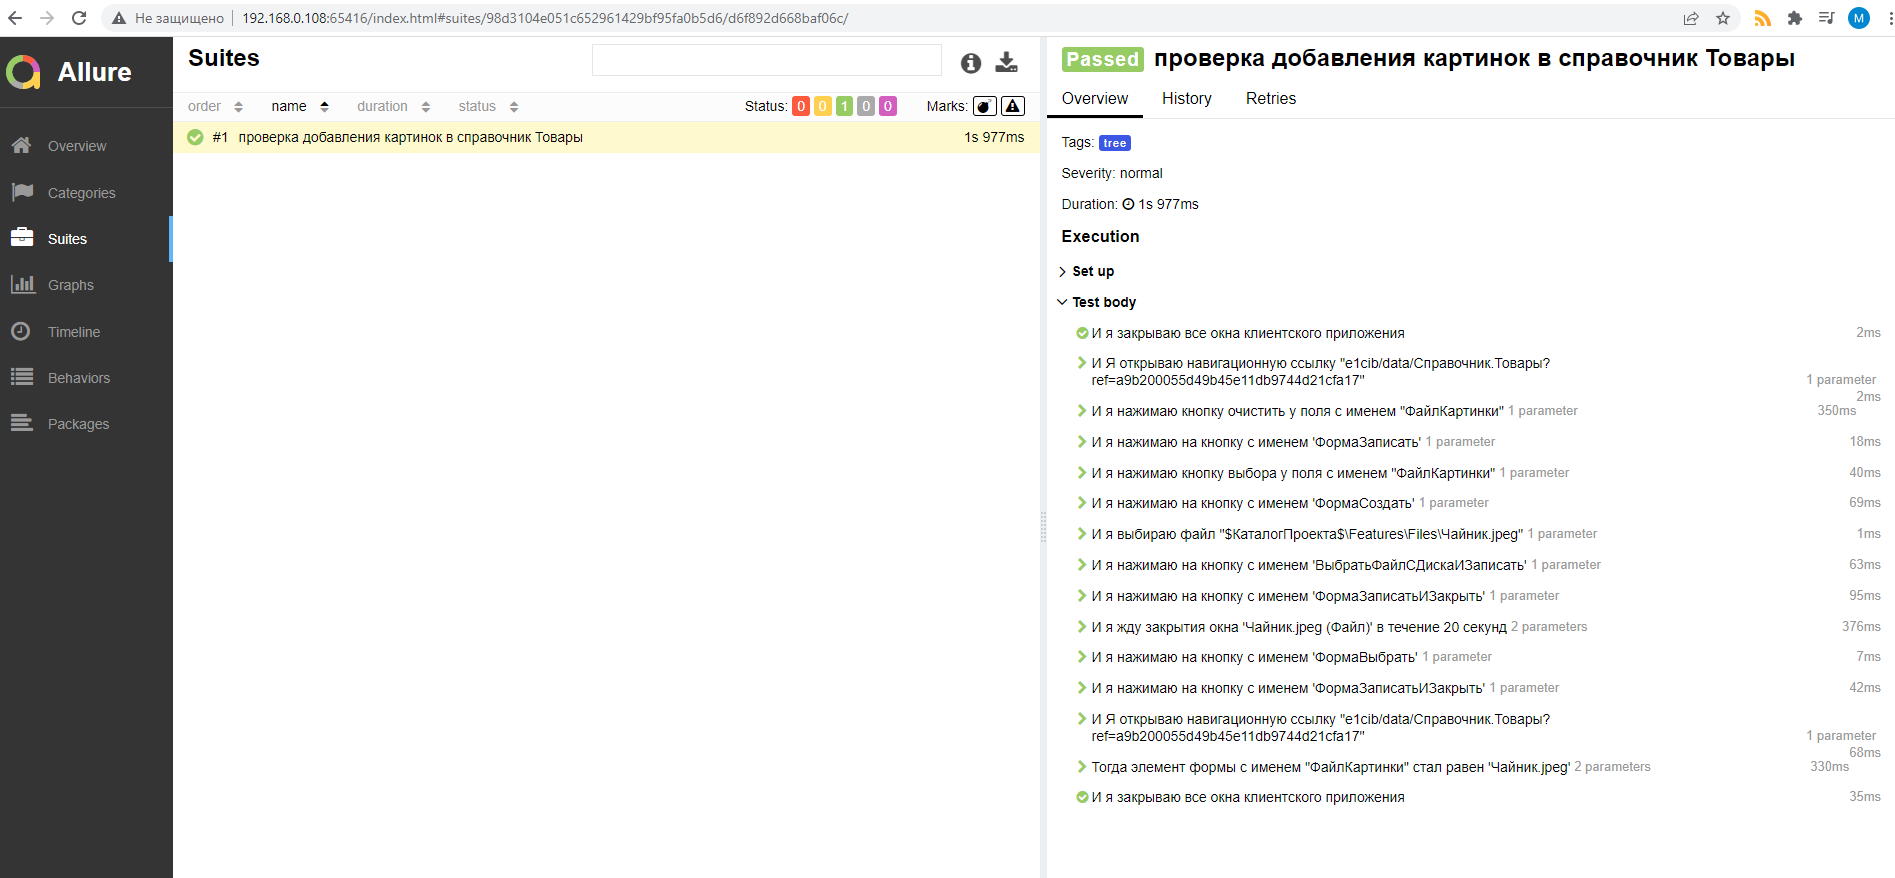 Не защищено 192.168.0.108:65416/index.html#suites/98d3104e051c652961429bf95fa0b5d6/d6f892d668baf06c/
M
Allure
Overview
Categories
Suites
Graphs
Timeline
Behaviors
Packages
Suites
order name duration status Status: 0 0 1 0 0 Marks:
#1 проверка добавления картинок в справочник Товары 1s 977ms
Passed проверка добавления картинок в справочник Товары
Overview History Retries
Tags: tree
Severity: normal
Duration: 1s 977ms
Execution
Set up
Test body
И я закрываю все окна клиентского приложения 2ms
И Я открываю навигационную ссылку "e1cib/data/Справочник.Товары?
ref=a9b200055d49b45e11db9744d21cfa17" 1 parameter
2ms
И я нажимаю кнопку очистить у поля с именем "ФайлКартинки" 1 parameter 350ms
И я нажимаю на кнопку с именем 'ФормаЗаписать' 1 parameter 18ms
И я нажимаю кнопку выбора у поля с именем "ФайлКартинки" 1 parameter 40ms
И я нажимаю на кнопку с именем 'ФормаСоздать' 1 parameter 69ms
И я выбираю файл "$КаталогПроекта$\Features\Files\Чайник.jpeg" 1 parameter 1ms
И я нажимаю на кнопку с именем 'ВыбратьФайлСДискаИЗаписать' 1 parameter 63ms
И я нажимаю на кнопку с именем 'ФормаЗаписатьИЗакрыть' 1 parameter 95ms
И я жду закрытия окна 'Чайник.jpeg (Файл)' в течение 20 секунд 2 parameters 376ms
И я нажимаю на кнопку с именем 'ФормаВыбрать' 1 parameter 7ms
И я нажимаю на кнопку с именем 'ФормаЗаписатьИЗакрыть' 1 parameter 42ms
И Я открываю навигационную ссылку "e1cib/data/Справочник.Товары?
ref=a9b200055d49b45e11db9744d21cfa17" 1 parameter
68ms
Тогда элемент формы с именем "ФайлКартинки" стал равен 'Чайник.jpeg' 2 parameters 330ms
И я закрываю все окна клиентского приложения 35ms